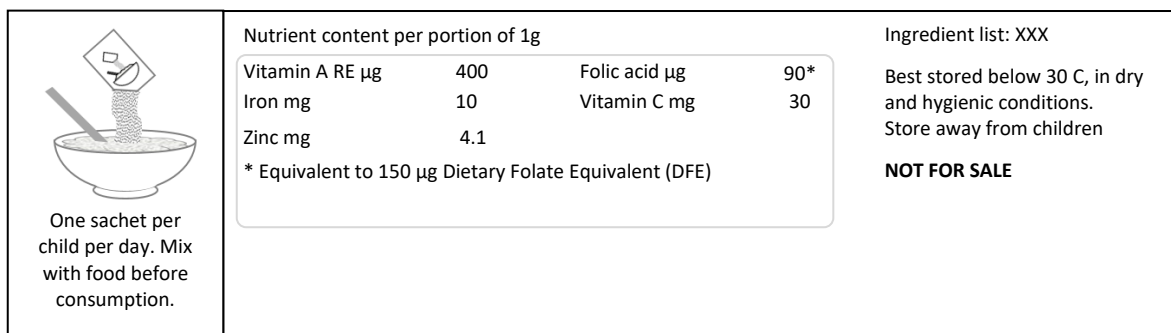 One sachet per
child per day. Mix
with food before
consumption.
Nutrient content per portion of 1g
Vitamin A RE µg 400 Folic acid µg 90*
Iron mg 10 Vitamin C mg 30
Zinc mg 4.1
* Equivalent to 150 µg Dietary Folate Equivalent (DFE)
Ingredient list: XXX
Best stored below 30 C, in dry
and hygienic conditions.
Store away from children
NOT FOR SALE